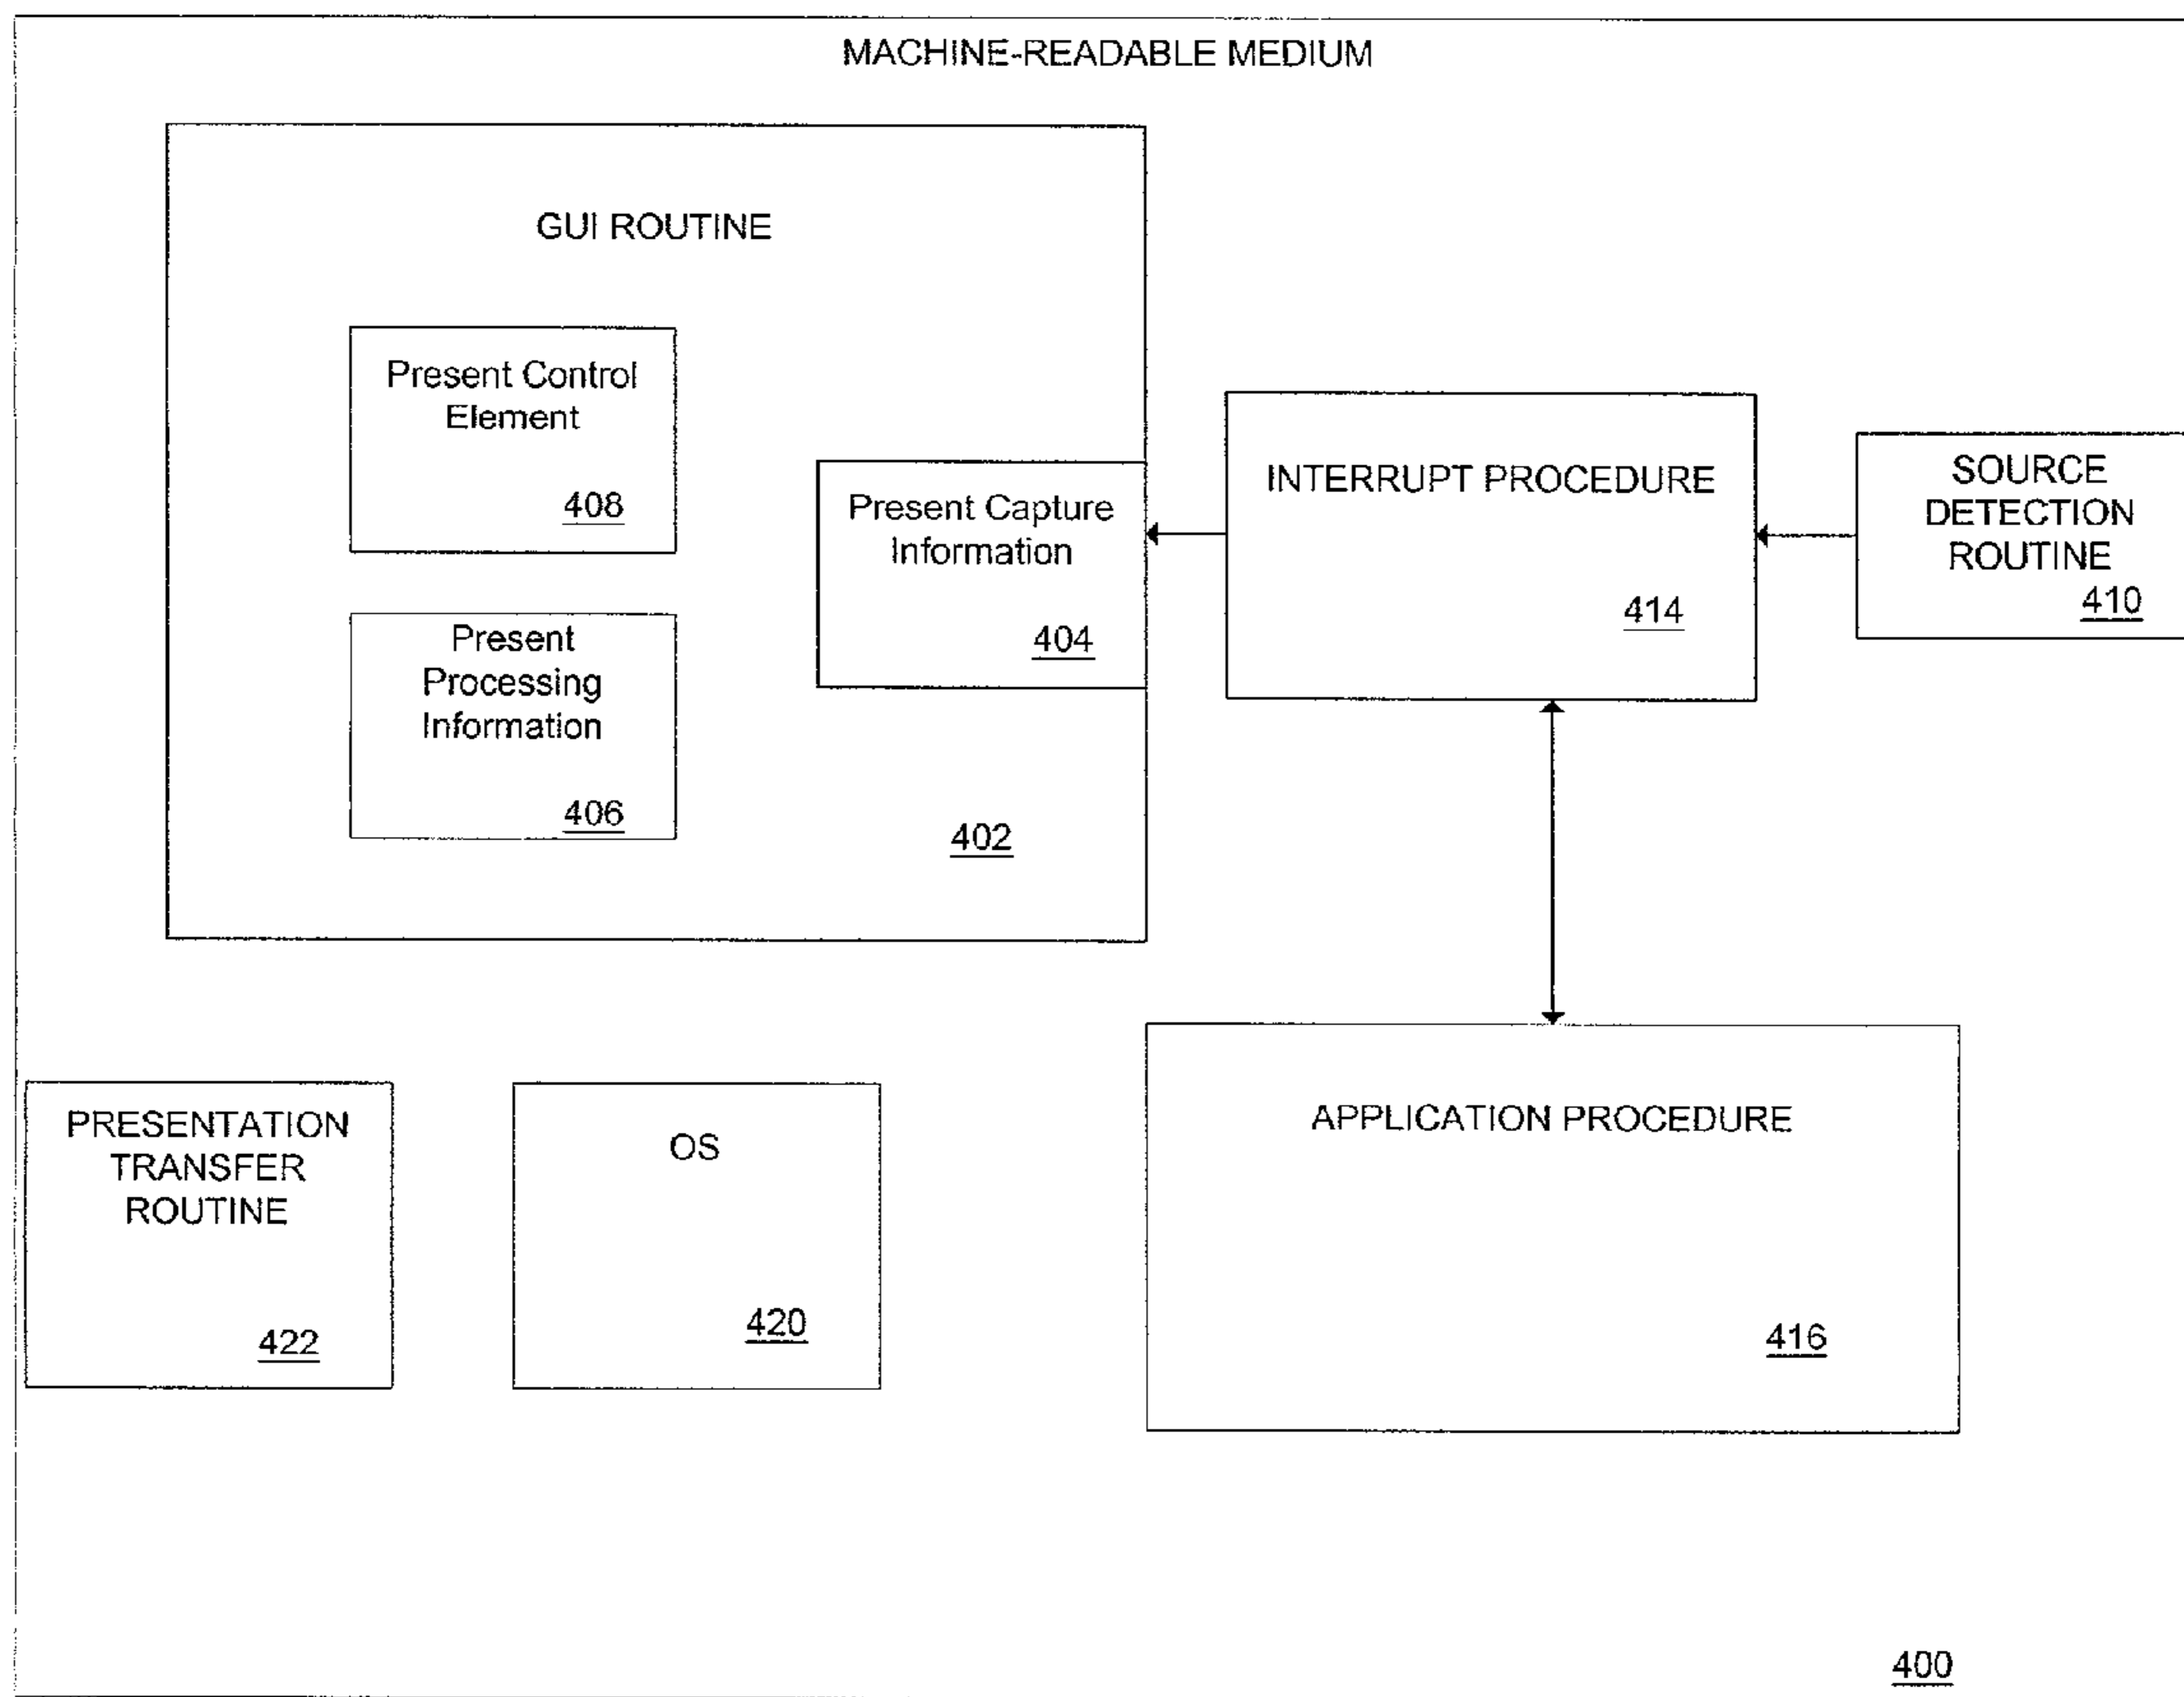 MACHINE-READABLE MEDIUM
GUI ROUTINE
Present Control
Element
408
Present Capture
Information
404
Present
Processing
Information
406
402
INTERRUPT PROCEDURE
414
SOURCE
DETECTION
ROUTINE
410
PRESENTATION
TRANSFER
ROUTINE
422
OS
420
APPLICATION PROCEDURE
416
400